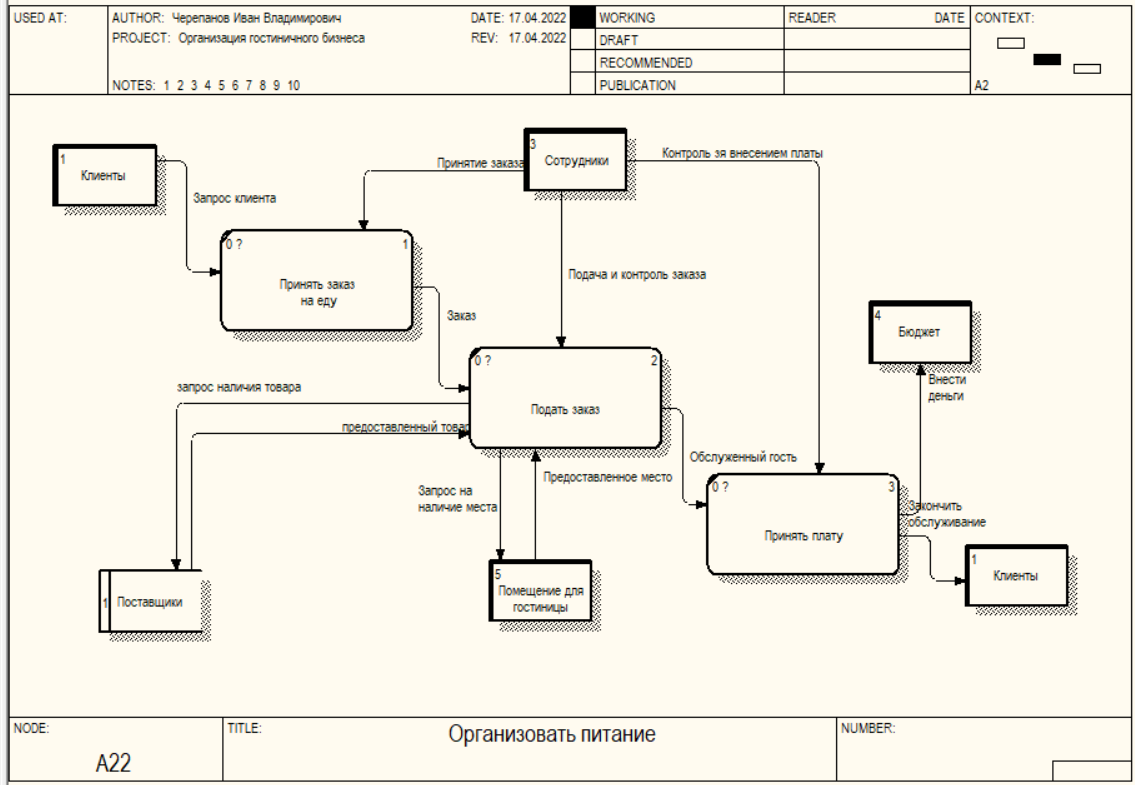 USED AT:
AUTHOR: Черепанов Иван Владимирович
DATE: 17.04.2022
PROJECT: Организация гостиничного бизнеса
REV: 17.04.2022
NOTES: 1 2 3 4 5 6 7 8 9 10
WORKING
DRAFT
RECOMMENDED
PUBLICATION
READER
DATE
CONTEXT:
A2
1
Клиенты
Запрос клиента
Принятие заказа
3
Сотрудники
Контроль зя внесением платы
0 ?
1
Принять заказ
на еду
Заказ
Подача и контроль заказа
4
Бюджет
Внести
деньги
0 ?
2
Подать заказ
запрос наличия товара
предоставленный товар
Обслуженный гость
Запрос на
наличие места
Предоставленное место
0 ?
3
Принять плату
Закончить
обслуживание
1
Поставщики
5
Помещение для
гостиницы
1
Клиенты
NODE:
A22
TITLE:
Организовать питание
NUMBER: